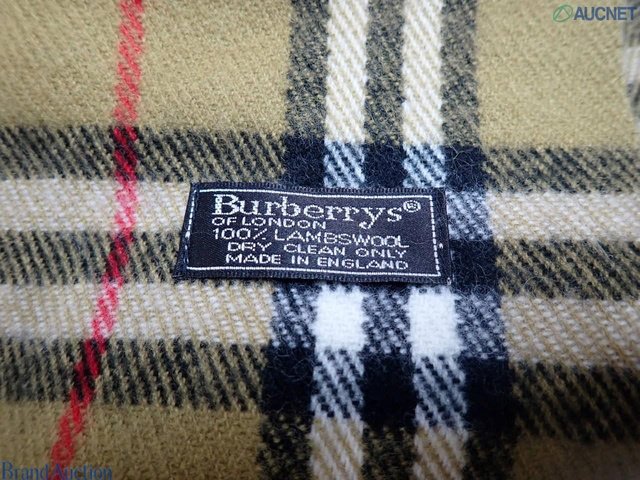 AUCNET
Burberrys®
OF LONDON
100% LAMBSWOOL
DRY CLEAN ONLY
MADE IN ENGLAND
Brand Auction